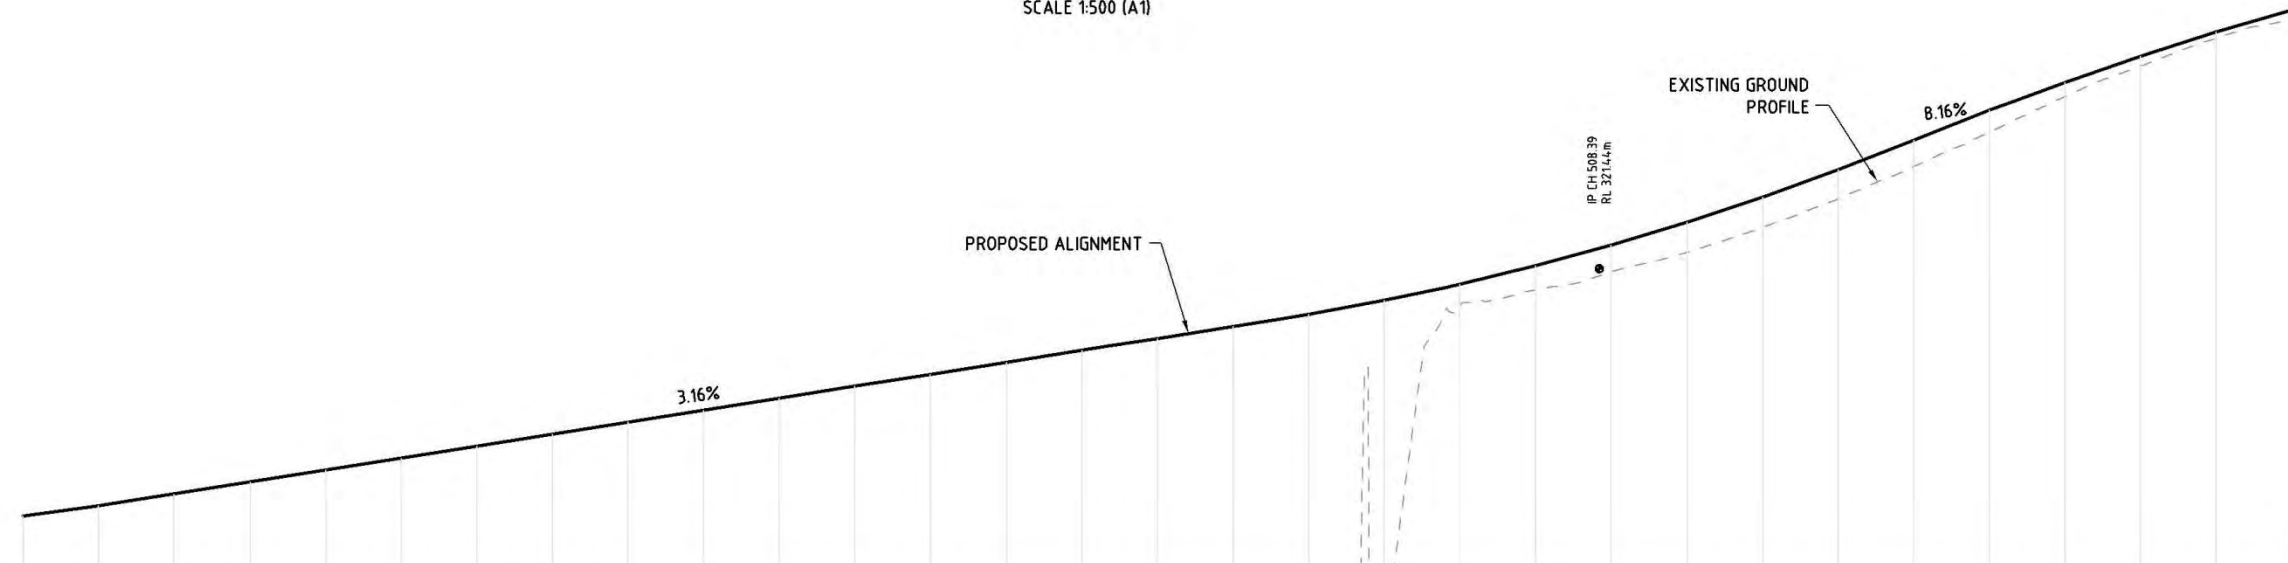 SCALE 1:500 (A1)
EXISTING GROUND
PROFILE
8.16%
IP CH 508.39
RL 321.44m
PROPOSED ALIGNMENT
3.16%